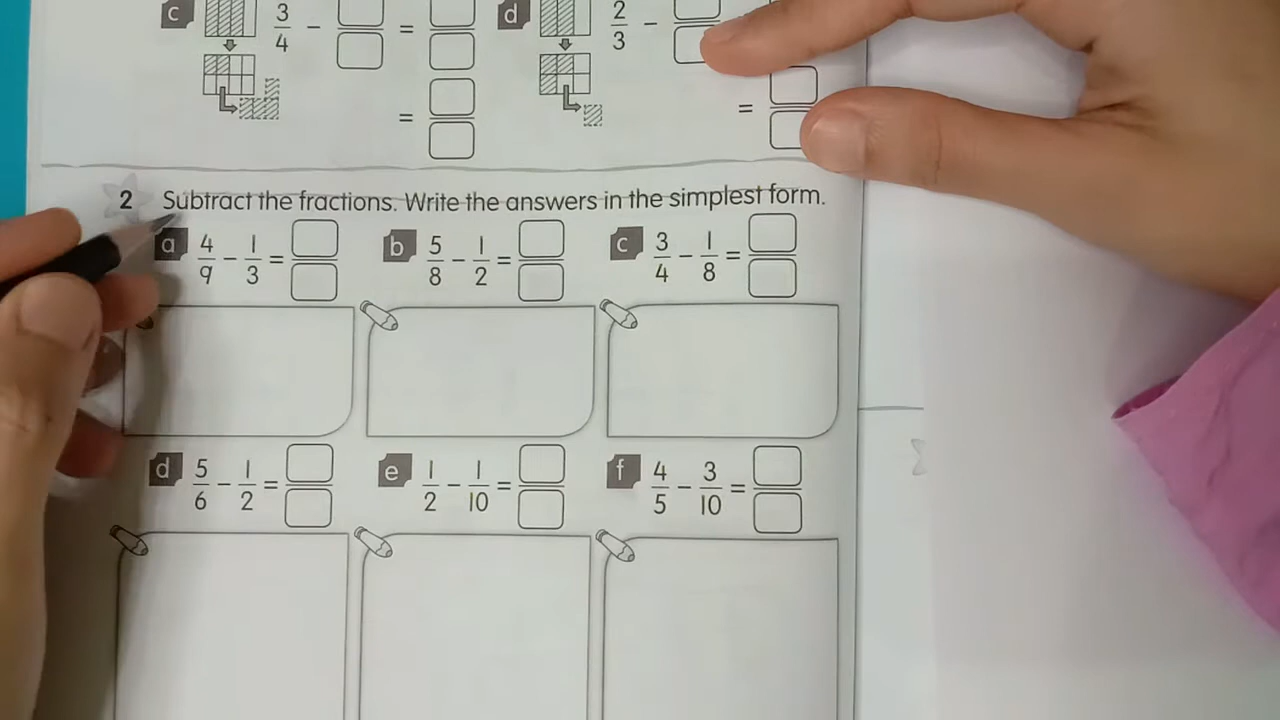 c 3/4 − = d 2/3 −
= =
2 Subtract the fractions. Write the answers in the simplest form.
a 4/9 − 1/3 = b 5/8 − 1/2 = c 3/4 − 1/8 =
d 5/6 − 1/2 = e 1/2 − 1/10 = f 4/5 − 3/10 =